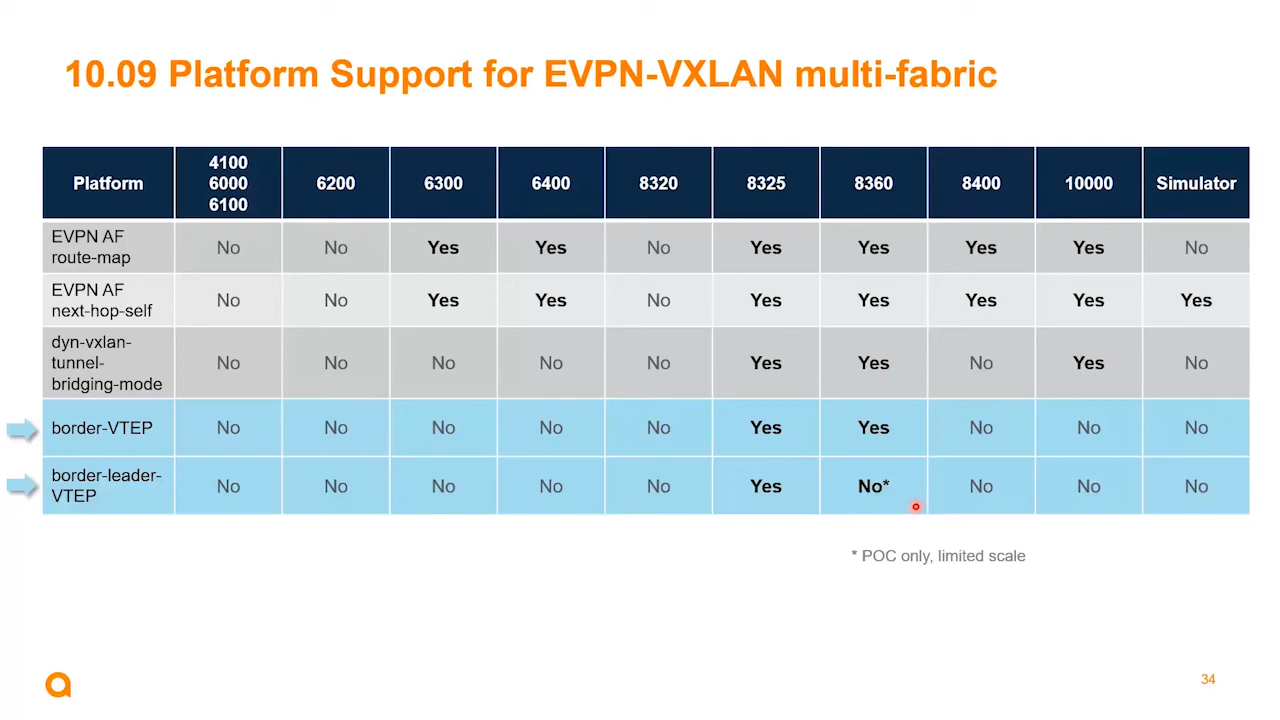 10.09 Platform Support for EVPN-VXLAN multi-fabric
Platform
4100
6000
6100
6200
6300
6400
8320
8325
8360
8400
10000
Simulator
EVPN AF
route-map
No
No
Yes
Yes
No
Yes
Yes
Yes
Yes
No
EVPN AF
next-hop-self
No
No
Yes
Yes
No
Yes
Yes
Yes
Yes
Yes
dyn-vxlan-
tunnel-
bridging-mode
No
No
No
No
No
Yes
Yes
No
Yes
No
border-VTEP
No
No
No
No
No
Yes
Yes
No
No
No
border-leader-
VTEP
No
No
No
No
No
Yes
No*
No
No
No
* POC only, limited scale
34